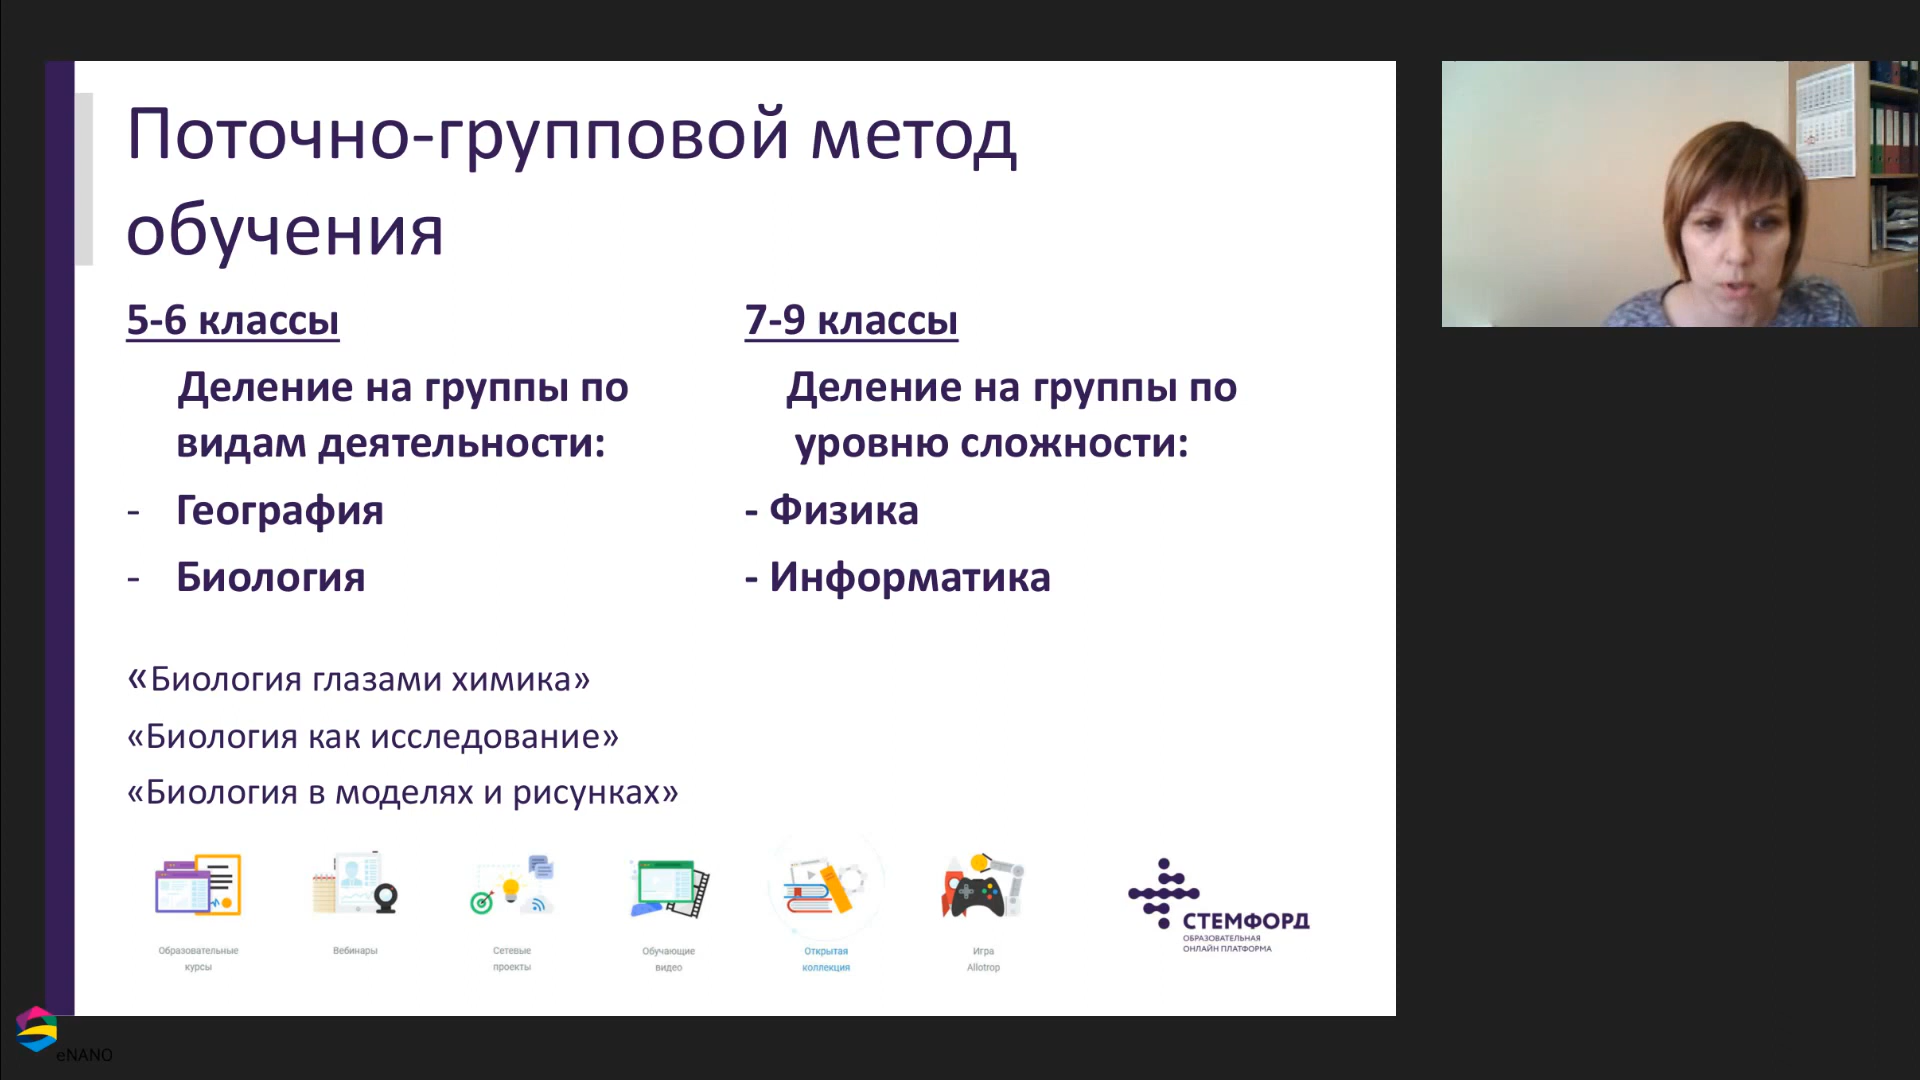 Поточно-групповой метод
обучения
5-6 классы
Деление на группы по
видам деятельности:
- География
- Биология
7-9 классы
Деление на группы по
уровню сложности:
- Физика
- Информатика
«Биология глазами химика»
«Биология как исследование»
«Биология в моделях и рисунках»
Образовательные
курсы
Вебинары
Сетевые
проекты
Обучающие
видео
Открытая
коллекция
Игра
Allotrop
СТЕМФОРД
ОБРАЗОВАТЕЛЬНАЯ
ОНЛАЙН ПЛАТФОРМА
eNANO